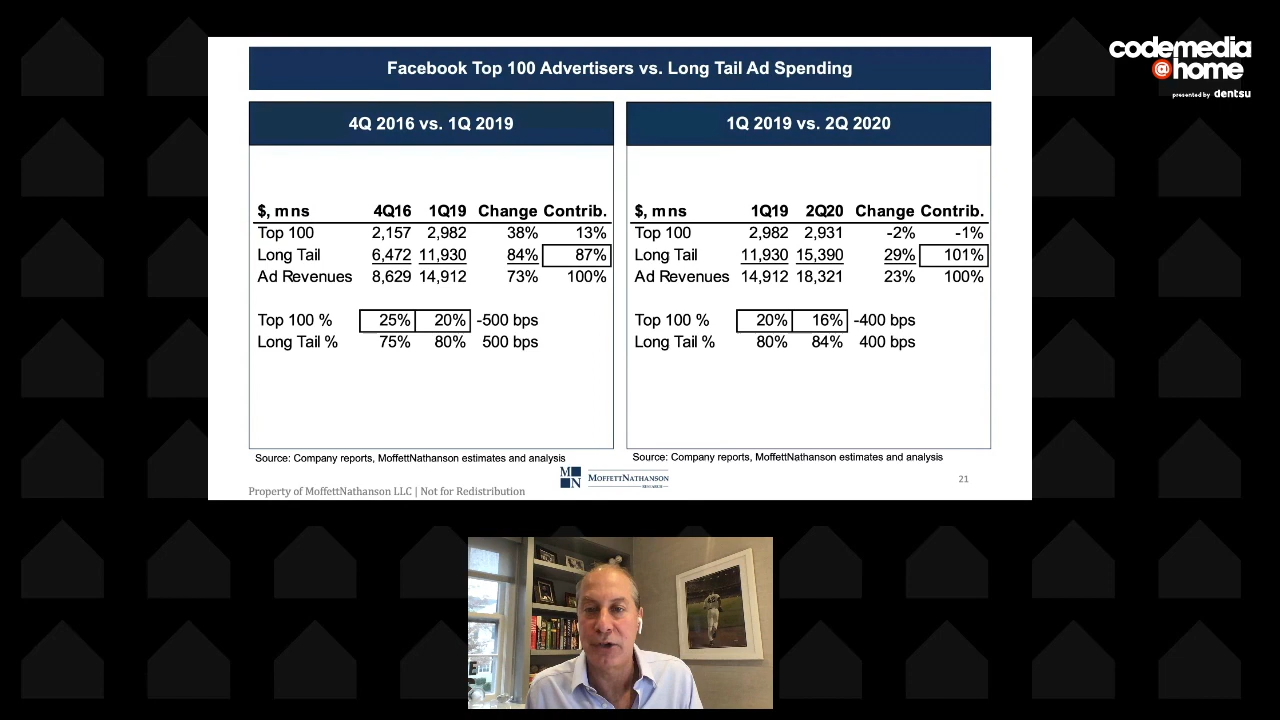 codemedia
@home
presented by dentsu
Facebook Top 100 Advertisers vs. Long Tail Ad Spending
4Q 2016 vs. 1Q 2019
$, mns 4Q16 1Q19 Change Contrib.
Top 100 2,157 2,982 38% 13%
Long Tail 6,472 11,930 84% 87%
Ad Revenues 8,629 14,912 73% 100%
Top 100 % 25% 20% -500 bps
Long Tail % 75% 80% 500 bps
Source: Company reports, MoffettNathanson estimates and analysis
1Q 2019 vs. 2Q 2020
$, mns 1Q19 2Q20 Change Contrib.
Top 100 2,982 2,931 -2% -1%
Long Tail 11,930 15,390 29% 101%
Ad Revenues 14,912 18,321 23% 100%
Top 100 % 20% 16% -400 bps
Long Tail % 80% 84% 400 bps
Source: Company reports, MoffettNathanson estimates and analysis
Property of MoffettNathanson LLC | Not for Redistribution
M
N
MOFFETTNATHANSON
RESEARCH
21